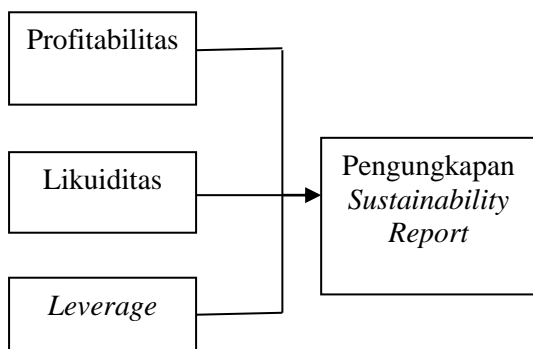 Profitabilitas
Likuiditas
Pengungkapan
Sustainability
Report
Leverage